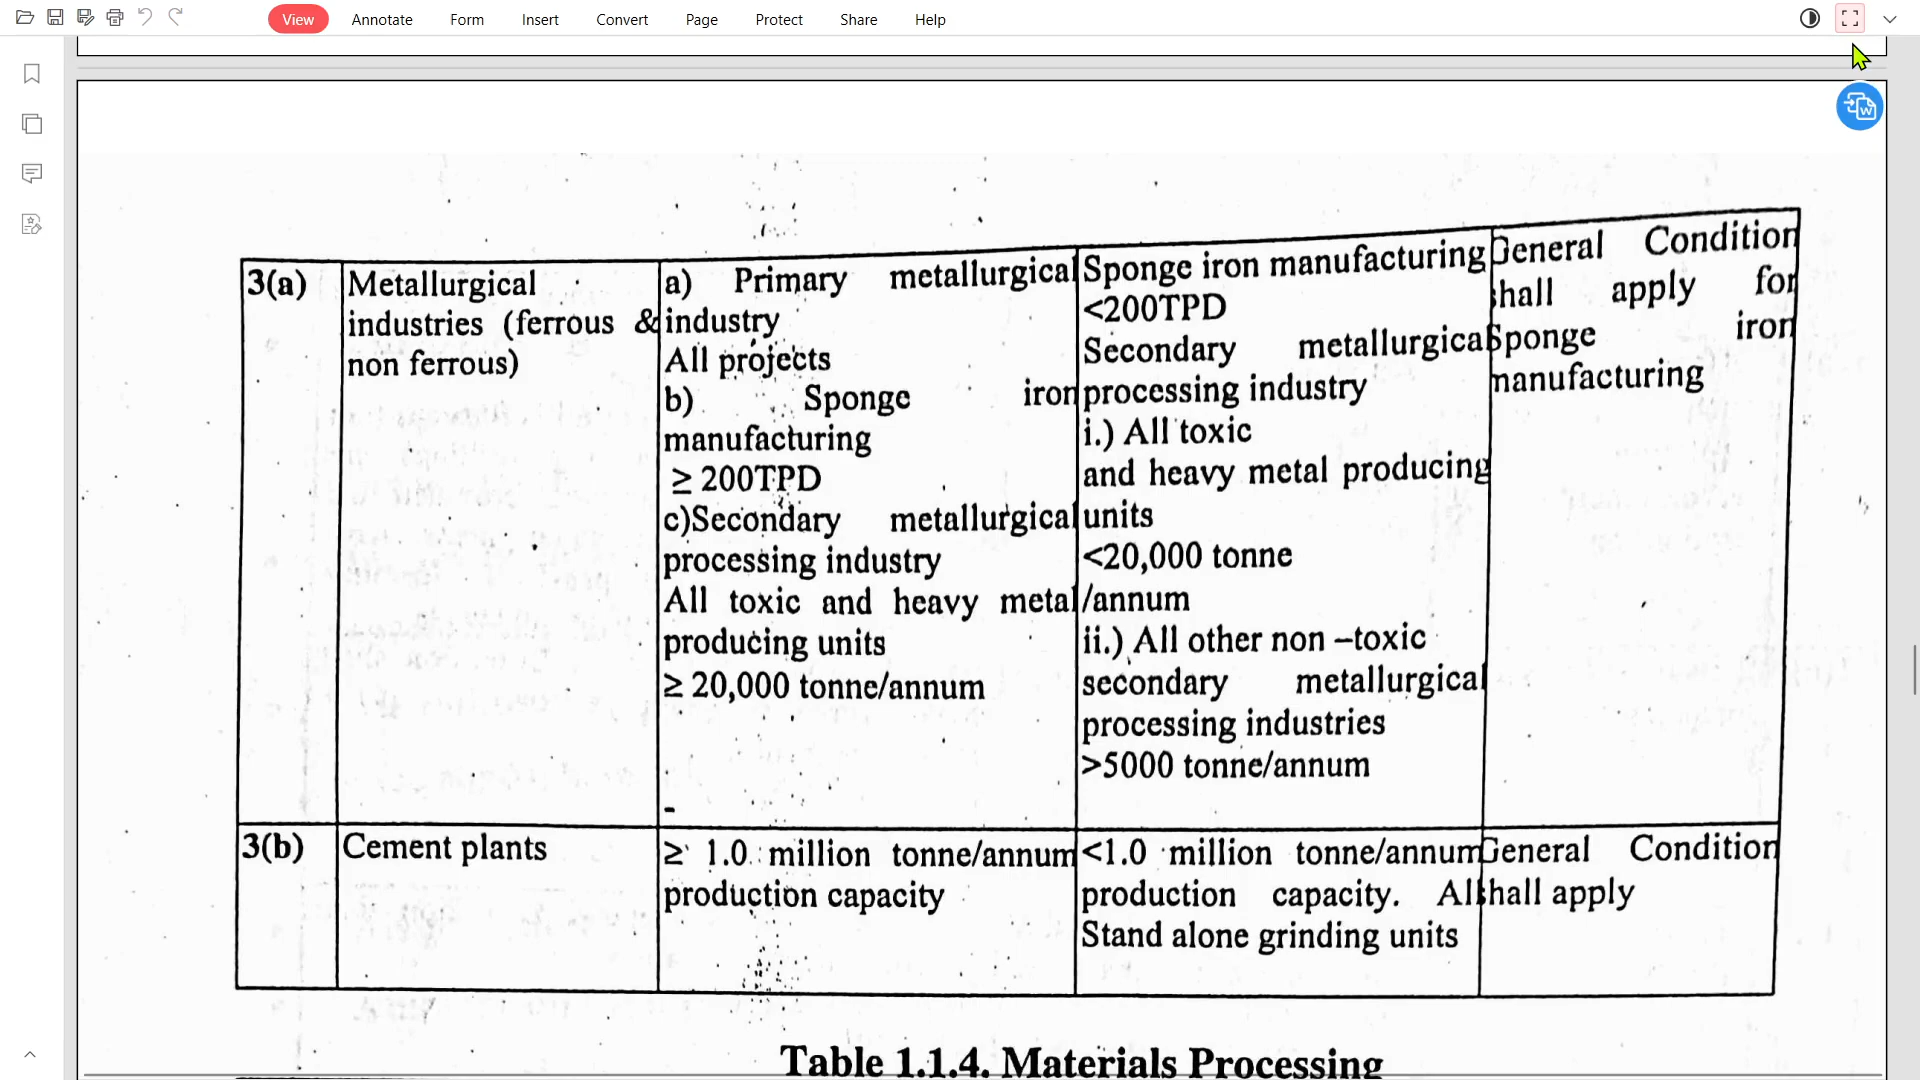 View Annotate Form Insert Convert Page Protect Share Help
3(a)
Metallurgical
industries (ferrous &
non ferrous)
a) Primary metallurgical
industry
All projects
b) Sponge iron
manufacturing
≥ 200TPD
c)Secondary metallurgical
processing industry
All toxic and heavy metal
producing units
≥ 20,000 tonne/annum
-
Sponge iron manufacturing
<200TPD
Secondary metallurgical
processing industry
i.) All toxic
and heavy metal producing
units
<20,000 tonne
/annum
ii.) All other non –toxic
secondary metallurgical
processing industries
>5000 tonne/annum
General Condition
shall apply for
Sponge iron
manufacturing
3(b)
Cement plants
≥ 1.0 million tonne/annum
production capacity
<1.0 million tonne/annum
production capacity. All
Stand alone grinding units
General Condition
shall apply
Table 1.1.4. Materials Processing